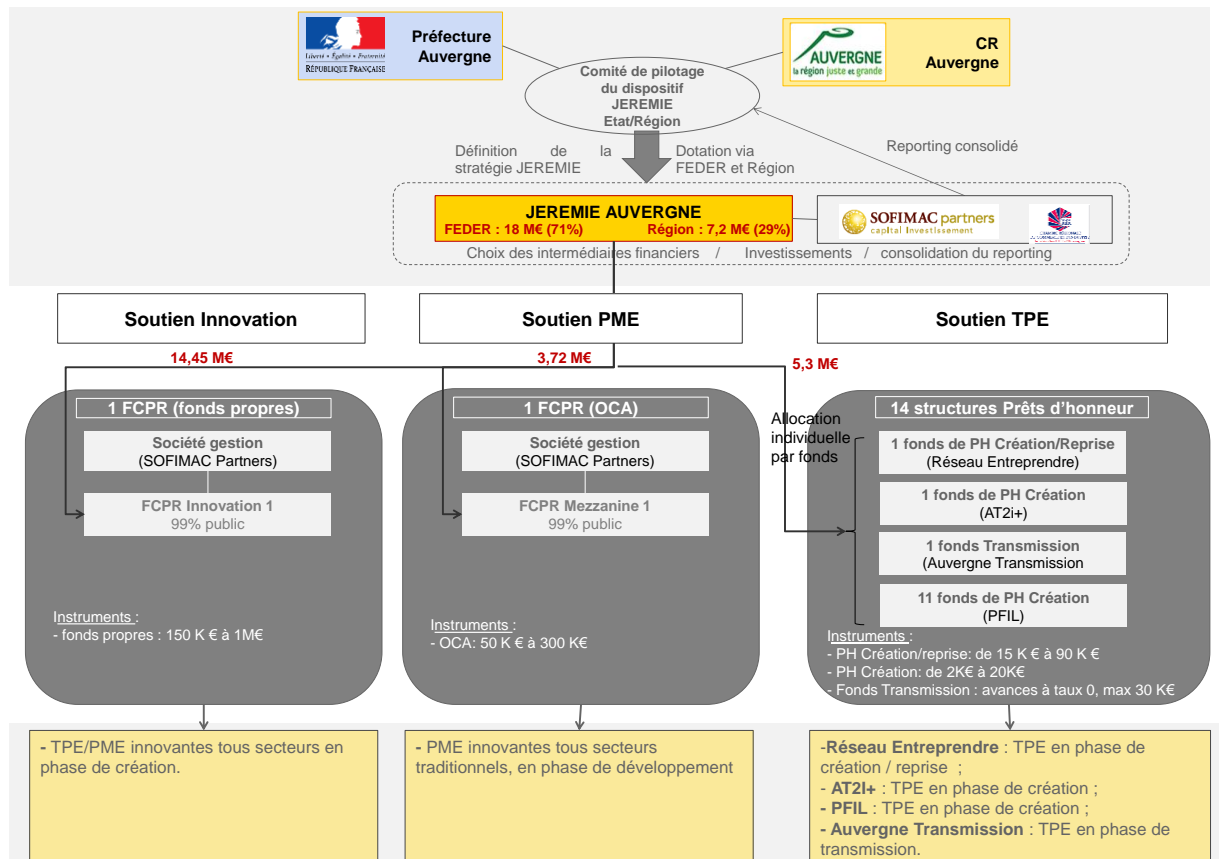 Liberté • Égalité • Fraternité
RÉPUBLIQUE FRANÇAISE
Préfecture
Auvergne
AUVERGNE
la région juste et grande
CR
Auvergne
Comité de pilotage
du dispositif
JEREMIE
Etat/Région
Définition de la
stratégie JEREMIE
Dotation via
FEDER et Région
Reporting consolidé
JEREMIE AUVERGNE
FEDER : 18 M€ (71%) Région : 7,2 M€ (29%)
SOFIMAC partners
capital Investissement
Choix des intermédiaires financiers / Investissements / consolidation du reporting
Soutien Innovation
Soutien PME
Soutien TPE
14,45 M€
3,72 M€
5,3 M€
1 FCPR (fonds propres)
Société gestion
(SOFIMAC Partners)
FCPR Innovation 1
99% public
Instruments :
- fonds propres : 150 K € à 1M€
1 FCPR (OCA)
Société gestion
(SOFIMAC Partners)
FCPR Mezzanine 1
99% public
Instruments :
- OCA: 50 K € à 300 K€
Allocation
individuelle
par fonds
14 structures Prêts d'honneur
1 fonds de PH Création/Reprise
(Réseau Entreprendre)
1 fonds de PH Création
(AT2i+)
1 fonds Transmission
(Auvergne Transmission
11 fonds de PH Création
(PFIL)
Instruments :
- PH Création/reprise: de 15 K € à 90 K €
- PH Création: de 2K€ à 20K€
- Fonds Transmission : avances à taux 0, max 30 K€
- TPE/PME innovantes tous secteurs en
phase de création.
- PME innovantes tous secteurs
traditionnels, en phase de développement
-Réseau Entreprendre : TPE en phase de
création / reprise ;
- AT2I+ : TPE en phase de création ;
- PFIL : TPE en phase de création ;
- Auvergne Transmission : TPE en phase de
transmission.